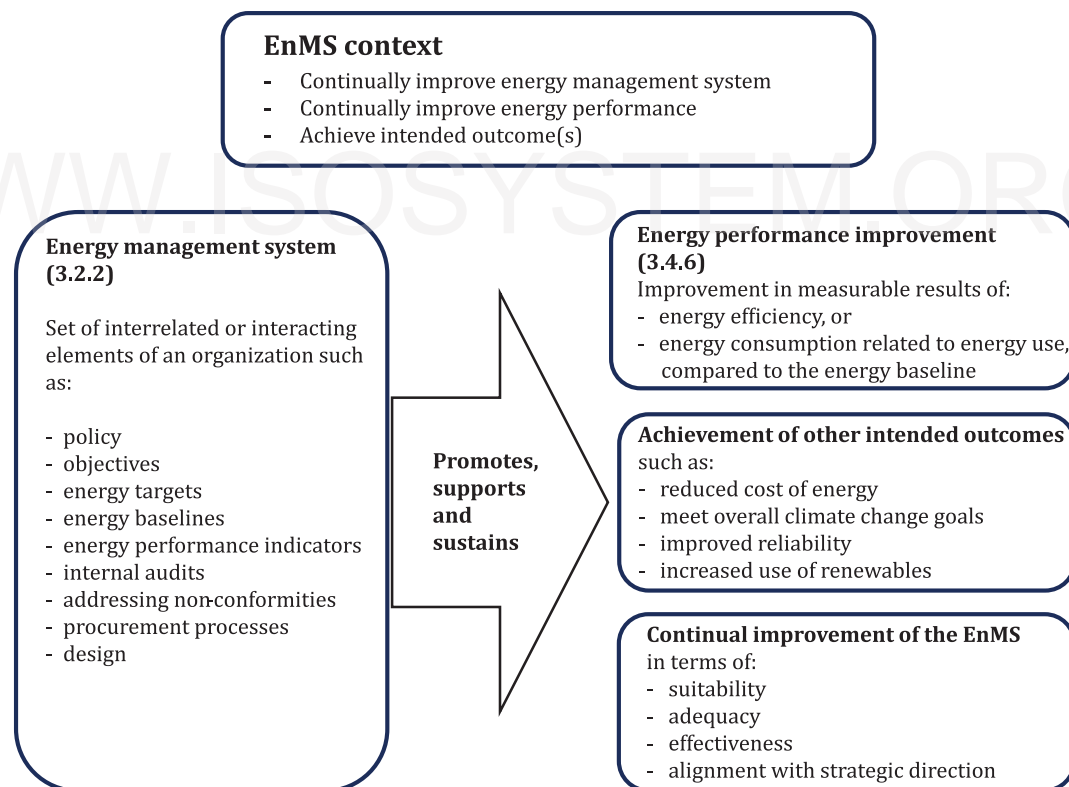 EnMS context
- Continually improve energy management system
- Continually improve energy performance
- Achieve intended outcome(s)
WW.ISOSYSTEM.ORG
Energy management system
(3.2.2)
Set of interrelated or interacting
elements of an organization such
as:
- policy
- objectives
- energy targets
- energy baselines
- energy performance indicators
- internal audits
- addressing non-conformities
- procurement processes
- design
Promotes,
supports
and
sustains
Energy performance improvement
(3.4.6)
Improvement in measurable results of:
- energy efficiency, or
- energy consumption related to energy use,
compared to the energy baseline
Achievement of other intended outcomes
such as:
- reduced cost of energy
- meet overall climate change goals
- improved reliability
- increased use of renewables
Continual improvement of the EnMS
in terms of:
- suitability
- adequacy
- effectiveness
- alignment with strategic direction